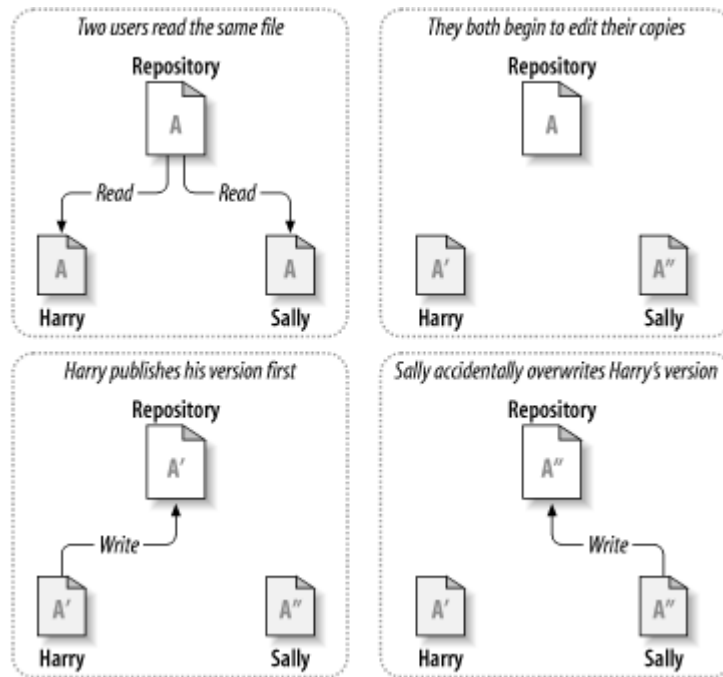 Two users read the same file
Repository
A
Read
Read
A
A
Harry
Sally
They both begin to edit their copies
Repository
A
A′
A″
Harry
Sally
Harry publishes his version first
Repository
A′
Write
A′
A″
Harry
Sally
Sally accidentally overwrites Harry's version
Repository
A″
Write
A′
A″
Harry
Sally